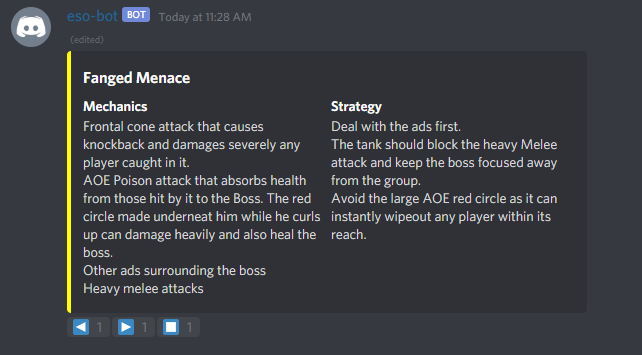 eso-bot BOT Today at 11:28 AM
(edited)
Fanged Menace
Mechanics
Frontal cone attack that causes
knockback and damages severely any
player caught in it.
AOE Poison attack that absorbs health
from those hit by it to the Boss. The red
circle made underneat him while he curls
up can damage heavily and also heal the
boss.
Other ads surrounding the boss
Heavy melee attacks
Strategy
Deal with the ads first.
The tank should block the heavy Melee
attack and keep the boss focused away
from the group.
Avoid the large AOE red circle as it can
instantly wipeout any player within its
reach.
1 1 1